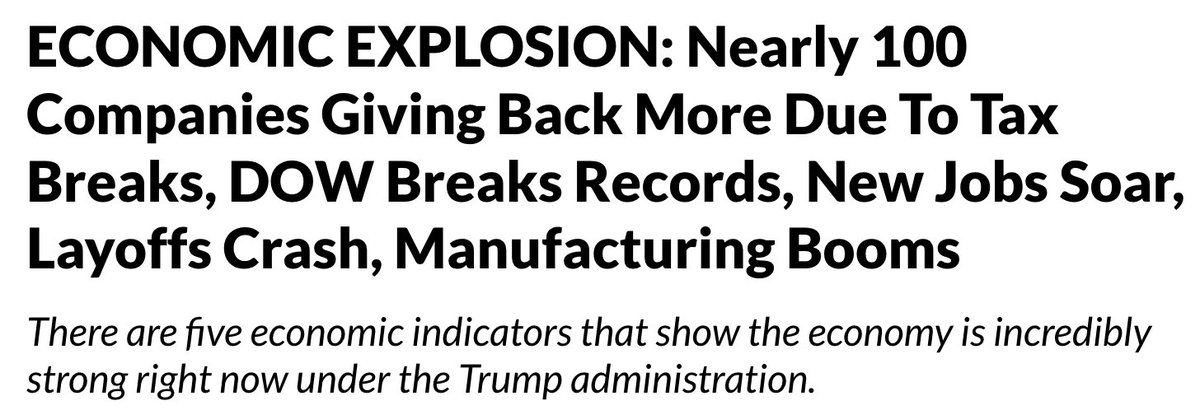 ECONOMIC EXPLOSION: Nearly 100
Companies Giving Back More Due To Tax
Breaks, DOW Breaks Records, New Jobs Soar,
Layoffs Crash, Manufacturing Booms
There are five economic indicators that show the economy is incredibly
strong right now under the Trump administration.